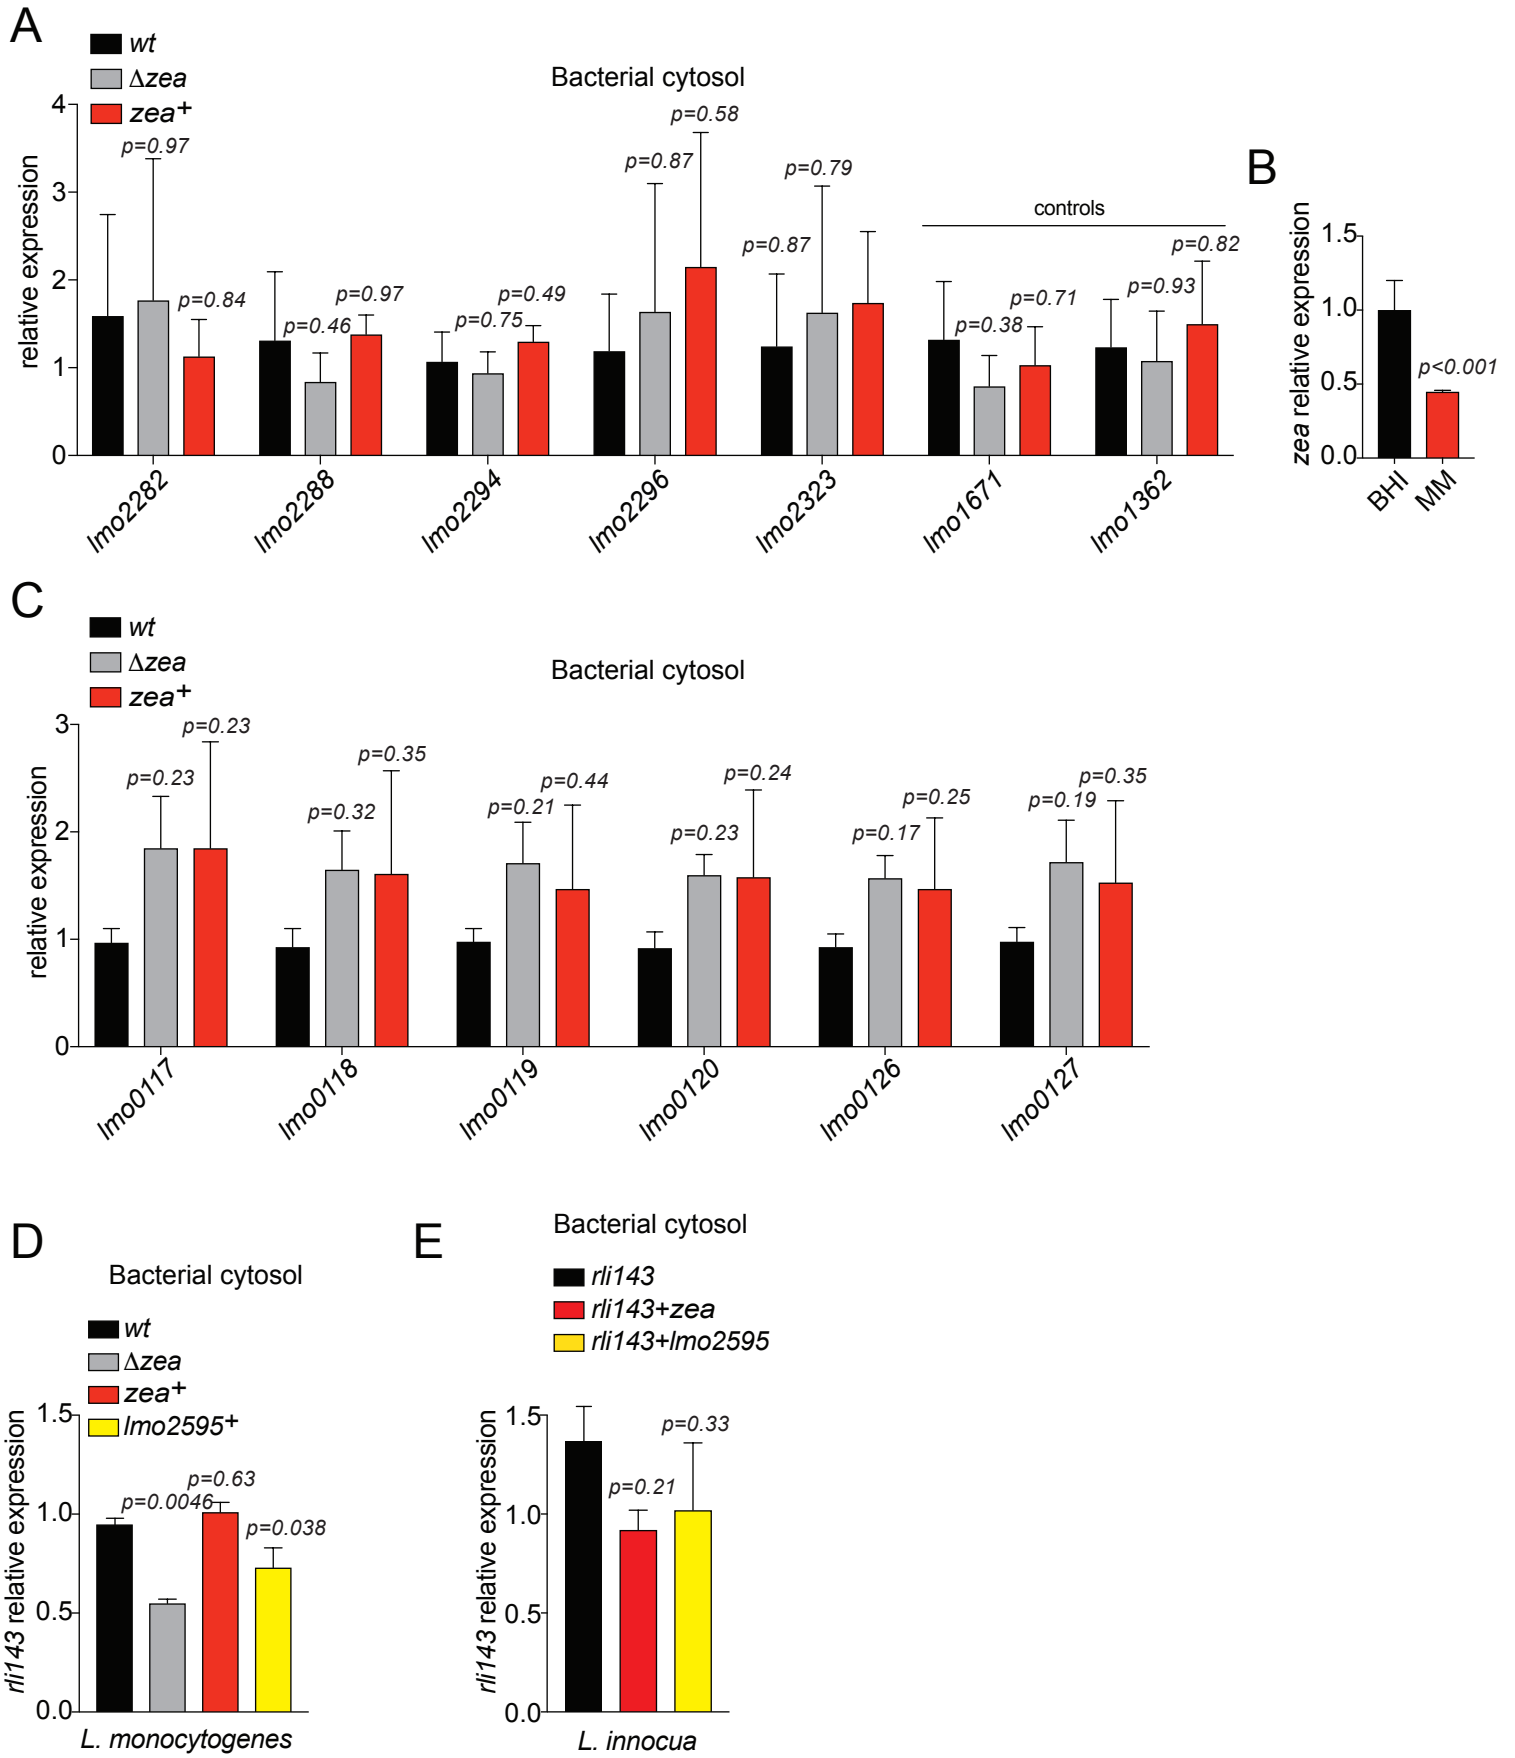 A
wt
Δzea
zea+
Bacterial cytosol
relative expression
4
3
2
1
0
p=0.97
p=0.84
p=0.46
p=0.97
p=0.75
p=0.49
p=0.87
p=0.58
p=0.87
p=0.79
controls
p=0.38
p=0.71
p=0.93
p=0.82
lmo2282
lmo2288
lmo2294
lmo2296
lmo2323
lmo1671
lmo1362
B
zea relative expression
1.5
1.0
0.5
0.0
p<0.001
BHI
MM
C
wt
Δzea
zea+
Bacterial cytosol
relative expression
3
2
1
0
p=0.23
p=0.23
p=0.32
p=0.35
p=0.21
p=0.44
p=0.23
p=0.24
p=0.17
p=0.25
p=0.19
p=0.35
lmo0117
lmo0118
lmo0119
lmo0120
lmo0126
lmo0127
D
Bacterial cytosol
wt
Δzea
zea+
lmo2595+
rli143 relative expression
1.5
1.0
0.5
0.0
p=0.0046
p=0.63
p=0.038
L. monocytogenes
E
Bacterial cytosol
rli143
rli143+zea
rli143+lmo2595
rli143 relative expression
1.5
1.0
0.5
0.0
p=0.21
p=0.33
L. innocua